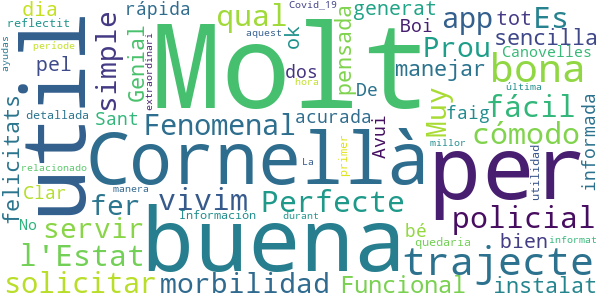 dia
rápida
Covid_19
generat
tot
reflectit
qual
app
Es
Boi
sencilla
ayudas
periode
útil
simple
Genial
extraordinari
Molt
aquest
ok
pensada
Prou
Canovelles
pel
hora
dos
De
manejar
bona
última
felicitats
detallada
Sant
Fenomenal
acurada
Avui
Muy
faig
fácil
cómodo
informada
relacionado
Clar
Cornellà
La
primer
per
millor
utilidad
fer
vivim
Perfecte
policial
No
servir
Información
buena
durant
bé
quedaria
bien
informat
l'Estat
trajecte
solicitar
manera
morbilidad
Funcional
instalat